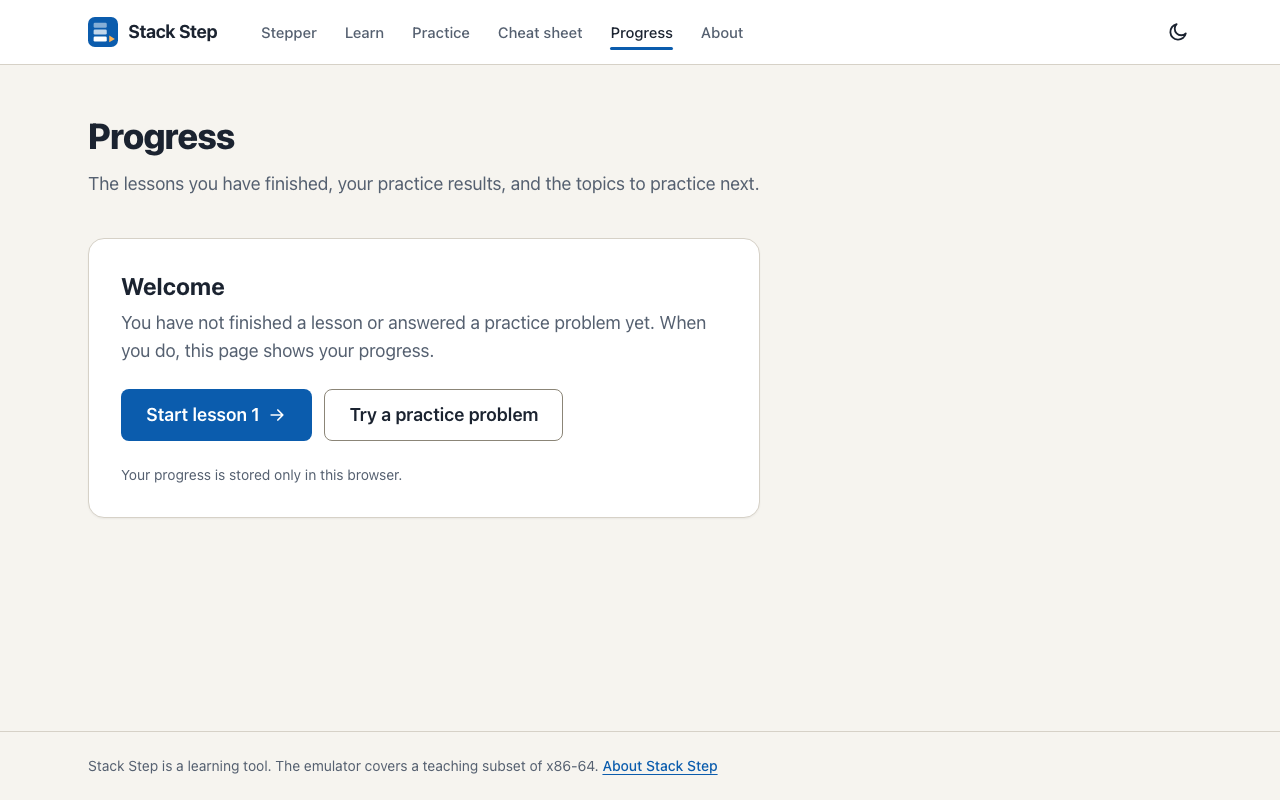 Stack Step
Stepper
Learn
Practice
Cheat sheet
Progress
About
Progress
The lessons you have finished, your practice results, and the topics to practice next.
Welcome
You have not finished a lesson or answered a practice problem yet. When
you do, this page shows your progress.
Start lesson 1 →
Try a practice problem
Your progress is stored only in this browser.
Stack Step is a learning tool. The emulator covers a teaching subset of x86-64. About Stack Step